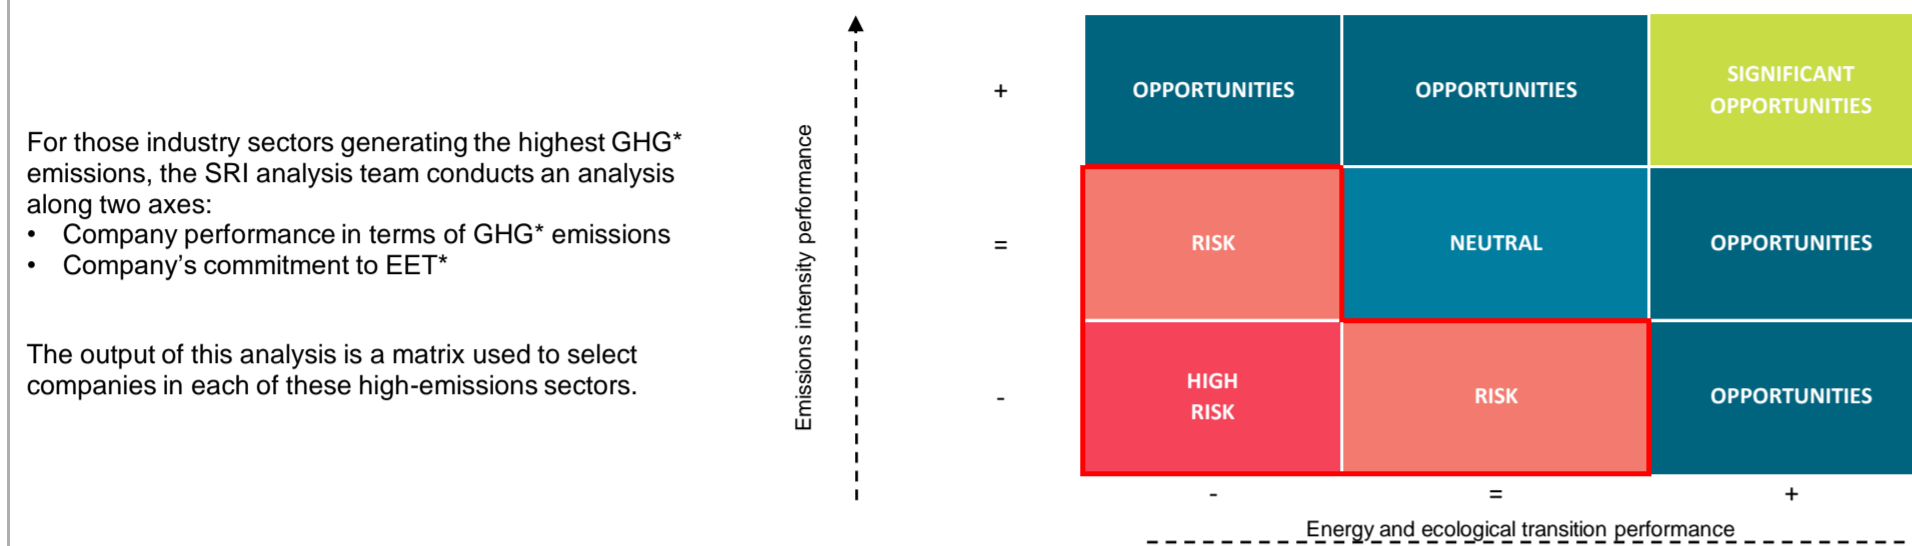 For those industry sectors generating the highest GHG*
emissions, the SRI analysis team conducts an analysis
along two axes:
• Company performance in terms of GHG* emissions
• Company’s commitment to EET*
The output of this analysis is a matrix used to select
companies in each of these high-emissions sectors.
Emissions intensity performance
+
OPPORTUNITIES
OPPORTUNITIES
SIGNIFICANT
OPPORTUNITIES
=
RISK
NEUTRAL
OPPORTUNITIES
-
HIGH
RISK
RISK
OPPORTUNITIES
-
=
+
Energy and ecological transition performance